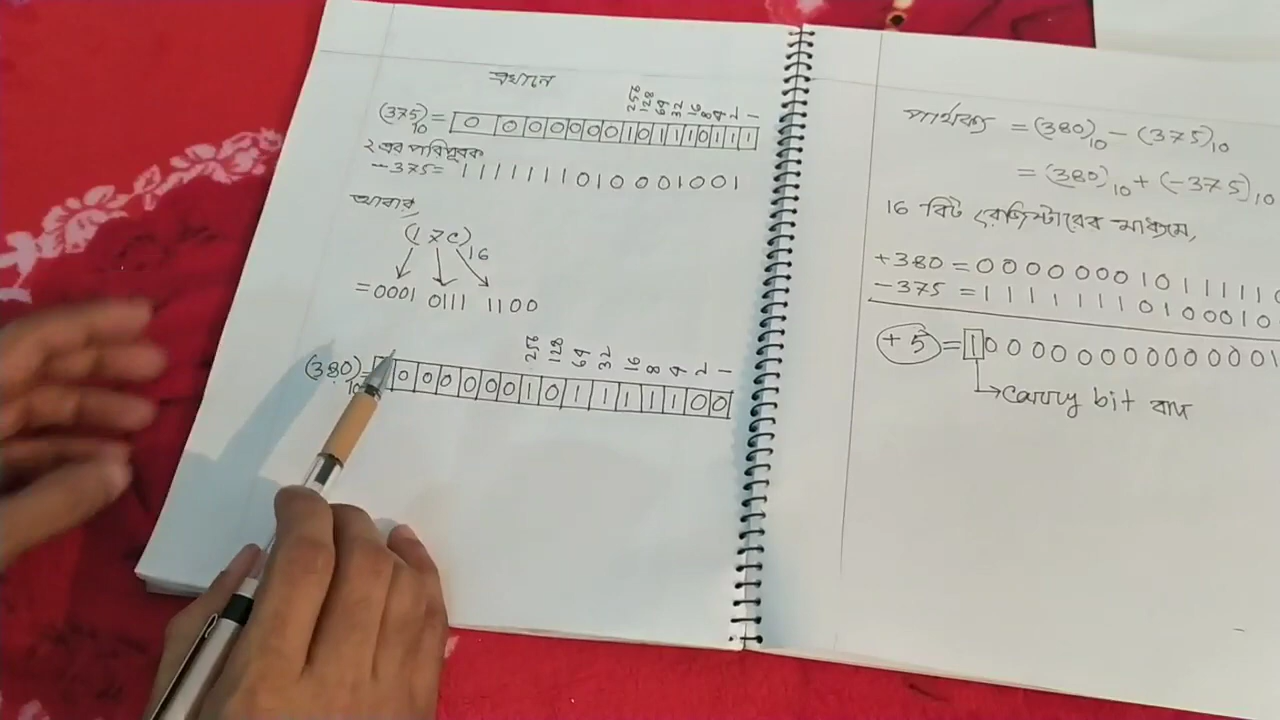 এখানে
256 128 64 32 16 8 4 2 1
(375)10 = 0 0 0 0 0 0 0 1 0 1 1 1 0 1 1 1
২ এর পরিপূরক
-375 = 1 1 1 1 1 1 1 0 1 0 0 0 1 0 0 1
আবার,
(17C)16
= 0001 0111 1100
256 128 64 32 16 8 4 2 1
(380)10 = 0 0 0 0 0 0 1 0 1 1 1 1 1 0 0
পার্থক্য = (380)10 - (375)10
= (380)10 + (-375)10
16 বিট রেজিস্টারের মাধ্যমে,
+380 = 0 0 0 0 0 0 0 1 0 1 1 1 1 1 0
-375 = 1 1 1 1 1 1 1 0 1 0 0 0 1 0
+5 = 1 0 0 0 0 0 0 0 0 0 0 0 0 0 1
carry bit বাদ